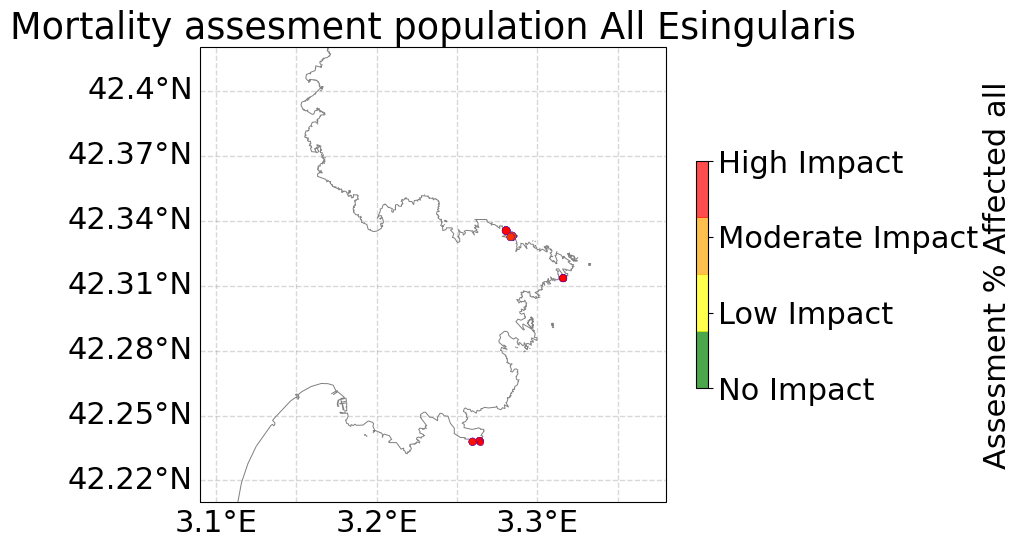 Mortality assesment population All Esingularis
42.4°N
42.37°N
42.34°N
42.31°N
42.28°N
42.25°N
42.22°N
3.1°E
3.2°E
3.3°E
High Impact
Moderate Impact
Low Impact
No Impact
Assesment % Affected all